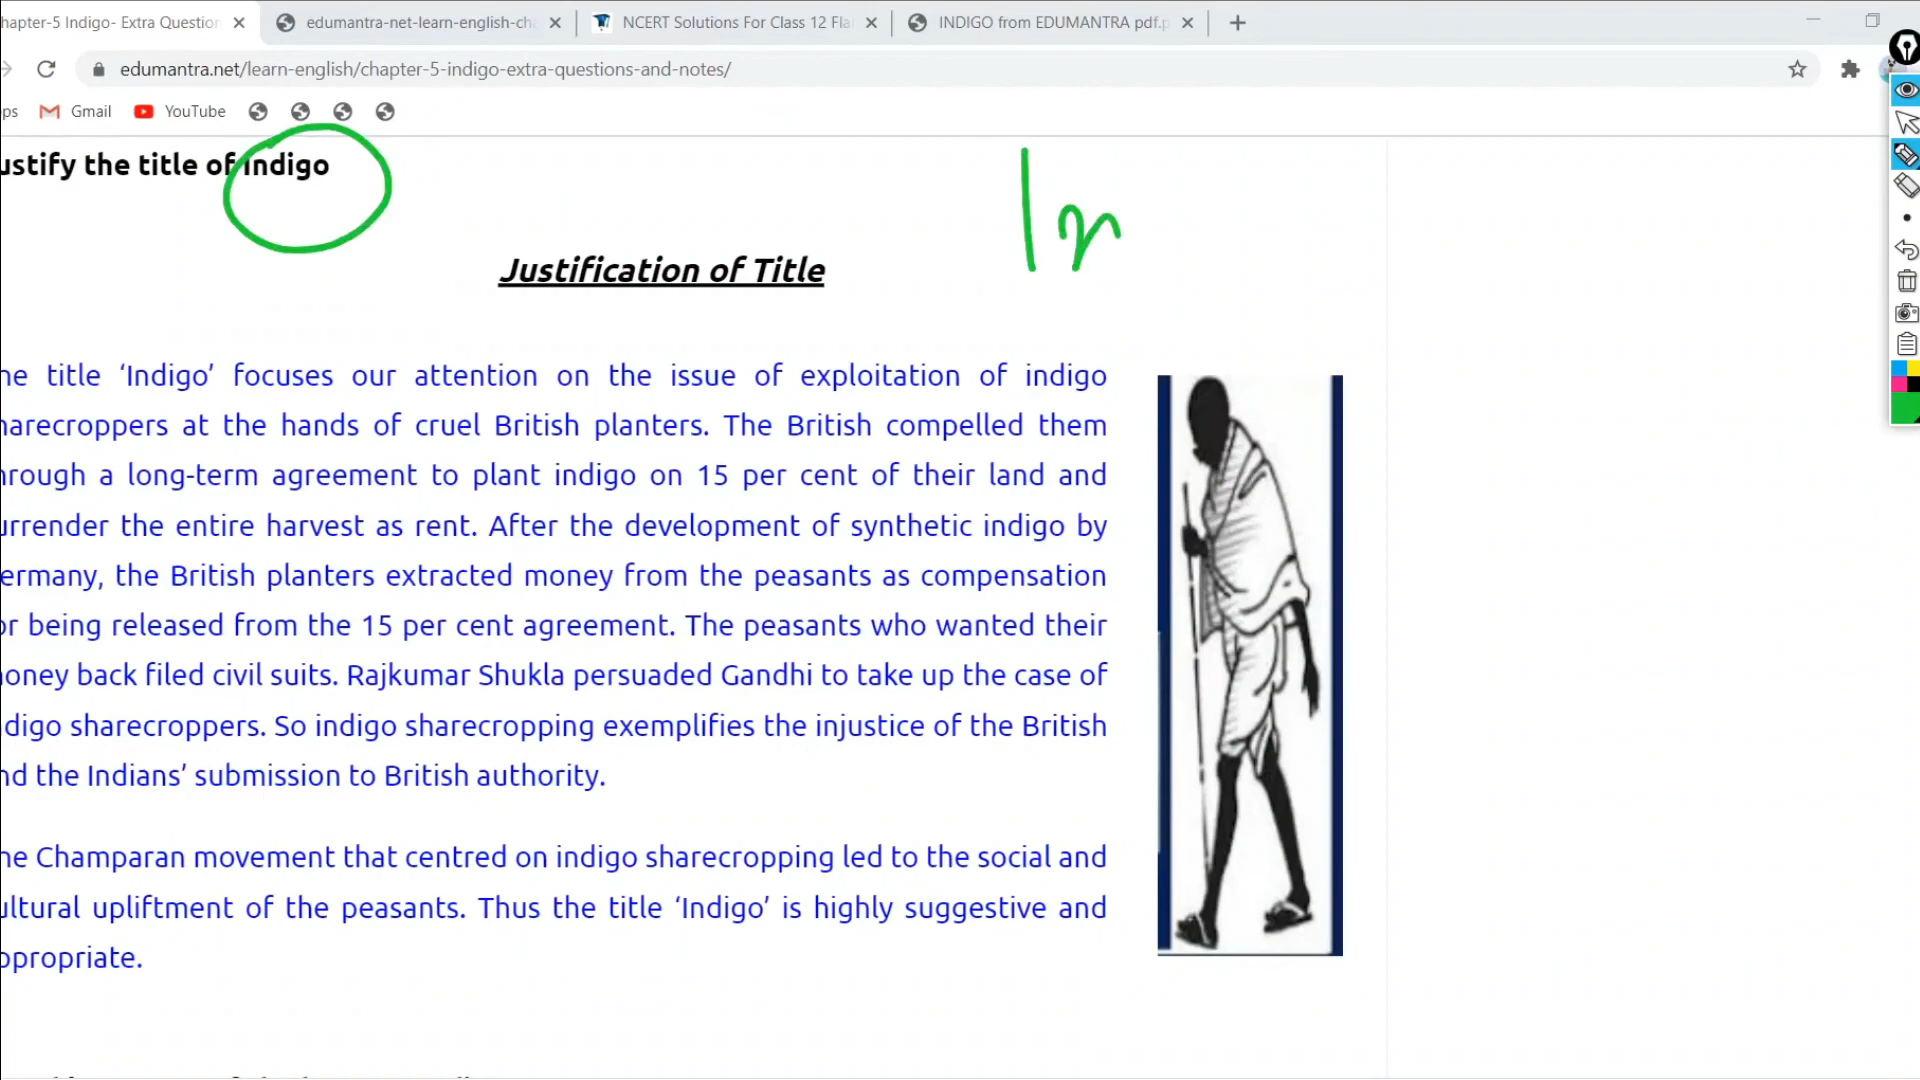 hapter-5 Indigo- Extra Question
edumantra-net-learn-english-ch
NCERT Solutions For Class 12 Fla
INDIGO from EDUMANTRA pdf.p
edumantra.net/learn-english/chapter-5-indigo-extra-questions-and-notes/
ps Gmail YouTube
ustify the title of Indigo
Justification of Title
he title ‘Indigo’ focuses our attention on the issue of exploitation of indigo
harecroppers at the hands of cruel British planters. The British compelled them
hrough a long-term agreement to plant indigo on 15 per cent of their land and
urrender the entire harvest as rent. After the development of synthetic indigo by
ermany, the British planters extracted money from the peasants as compensation
or being released from the 15 per cent agreement. The peasants who wanted their
oney back filed civil suits. Rajkumar Shukla persuaded Gandhi to take up the case of
digo sharecroppers. So indigo sharecropping exemplifies the injustice of the British
nd the Indians’ submission to British authority.
he Champaran movement that centred on indigo sharecropping led to the social and
ultural upliftment of the peasants. Thus the title ‘Indigo’ is highly suggestive and
ppropriate.